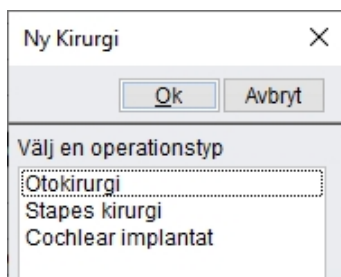 Ny Kirurgi
Ok Avbryt
Välj en operationstyp
Otokirurgi
Stapes kirurgi
Cochlear implantat